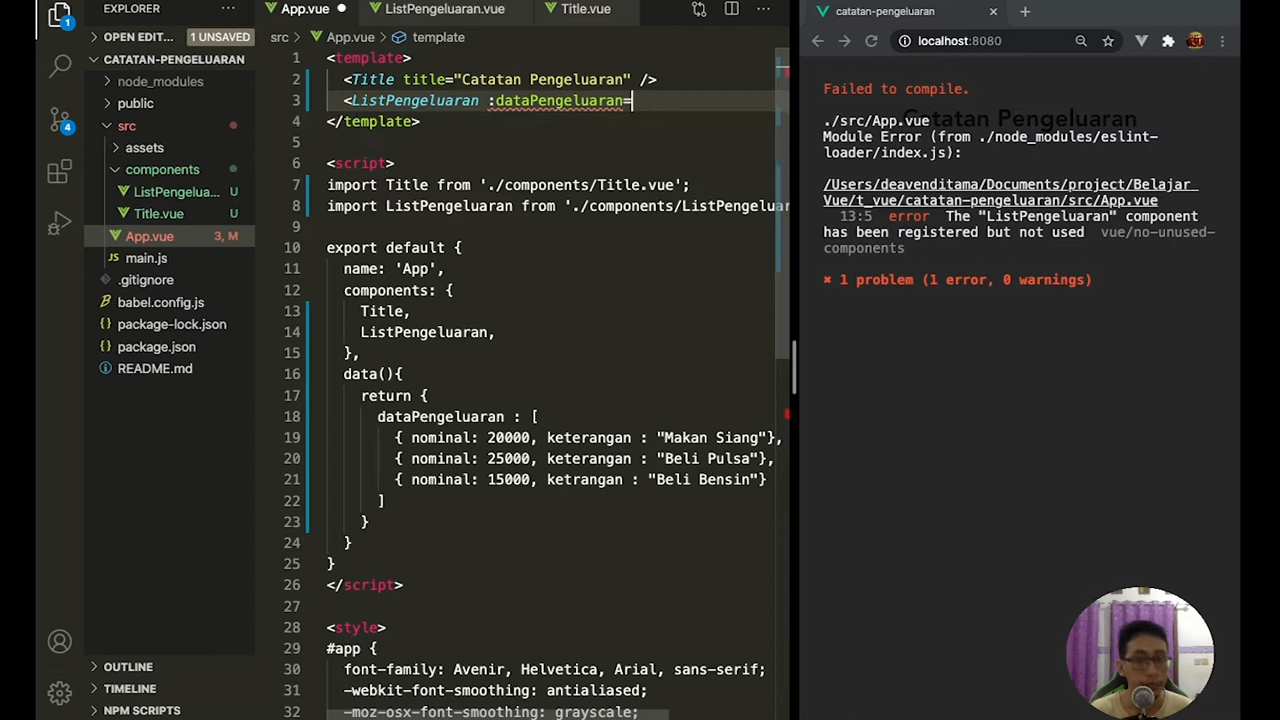 EXPLORER
App.vue
ListPengeluaran.vue
Title.vue
catatan-pengeluaran
1
OPEN EDIT... 1 UNSAVED
src > App.vue > template
localhost:8080
CATATAN-PENGELUARAN
node_modules
public
src
assets
components
ListPengelua... U
Title.vue U
App.vue 3, M
main.js
.gitignore
babel.config.js
package-lock.json
package.json
README.md
4
OUTLINE
TIMELINE
NPM SCRIPTS
1 <template>
2 <Title title="Catatan Pengeluaran" />
3 <ListPengeluaran :dataPengeluaran=
4 </template>
5
6 <script>
7 import Title from './components/Title.vue';
8 import ListPengeluaran from './components/ListPengeluar
9
10 export default {
11 name: 'App',
12 components: {
13 Title,
14 ListPengeluaran,
15 },
16 data(){
17 return {
18 dataPengeluaran : [
19 { nominal: 20000, keterangan : "Makan Siang"},
20 { nominal: 25000, keterangan : "Beli Pulsa"},
21 { nominal: 15000, ketrangan : "Beli Bensin"}
22 ]
23 }
24 }
25 }
26 </script>
27
28 <style>
29 #app {
30 font-family: Avenir, Helvetica, Arial, sans-serif;
31 -webkit-font-smoothing: antialiased;
32 -moz-osx-font-smoothing: grayscale;
Failed to compile.
Catatan Pengeluaran
./src/App.vue
Module Error (from ./node_modules/eslint-
loader/index.js):
/Users/deavenditama/Documents/project/Belajar
Vue/t_vue/catatan-pengeluaran/src/App.vue
13:5 error The "ListPengeluaran" component
has been registered but not used vue/no-unused-
components
✖ 1 problem (1 error, 0 warnings)